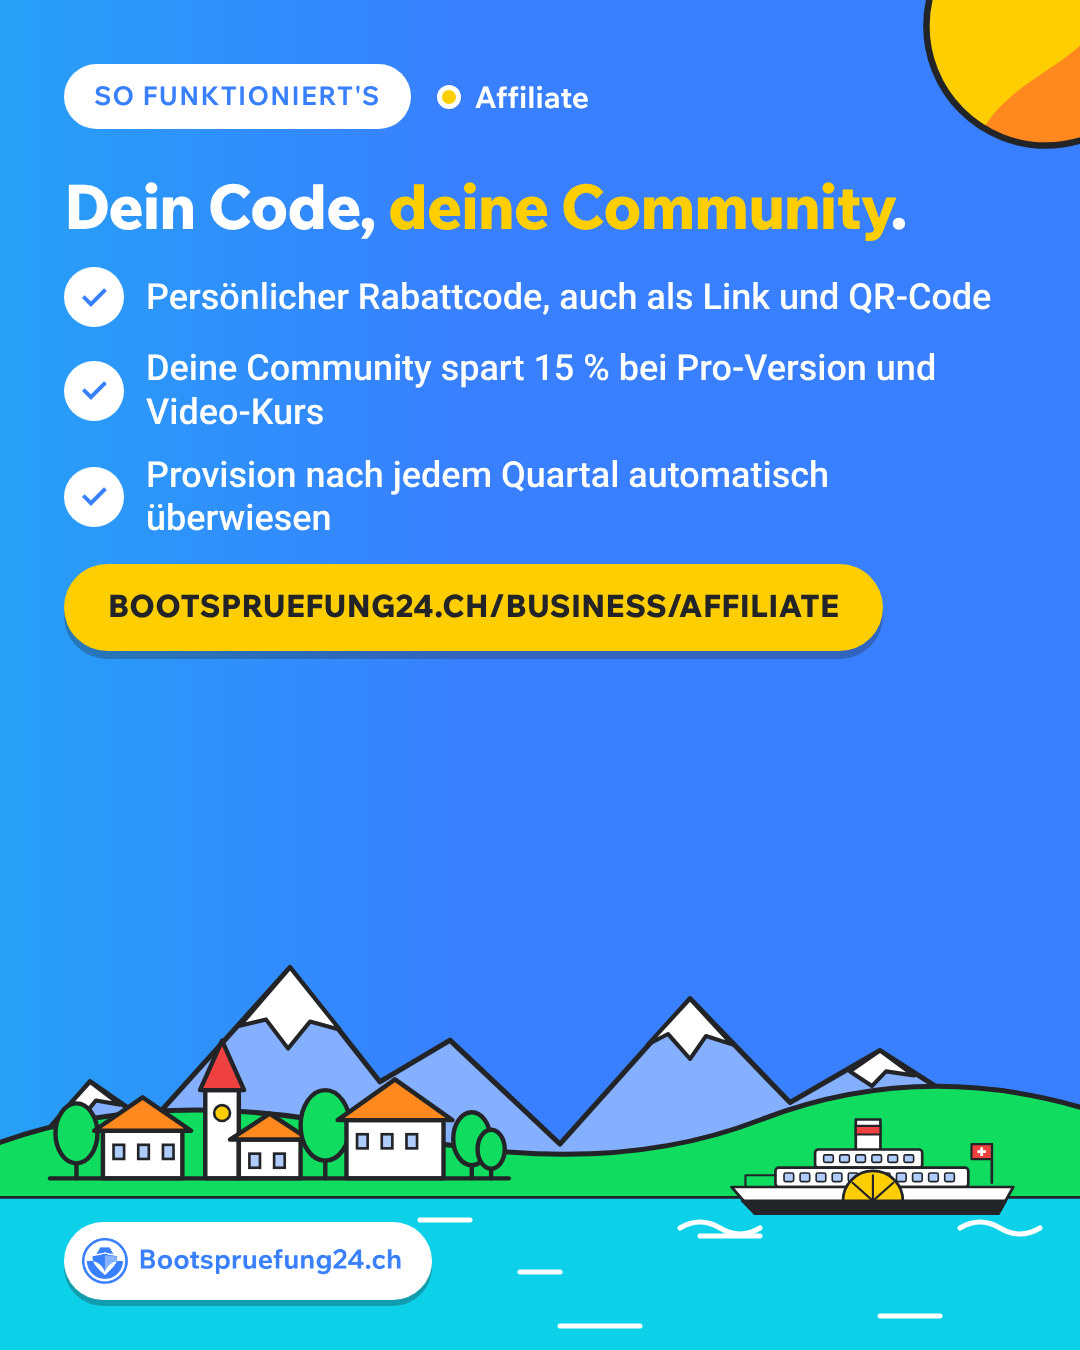 SO FUNKTIONIERT'S
Affiliate
Dein Code, deine Community.
Persönlicher Rabattcode, auch als Link und QR-Code
Deine Community spart 15 % bei Pro-Version und
Video-Kurs
Provision nach jedem Quartal automatisch
überwiesen
BOOTSPRUEFUNG24.CH/BUSINESS/AFFILIATE
Bootspruefung24.ch